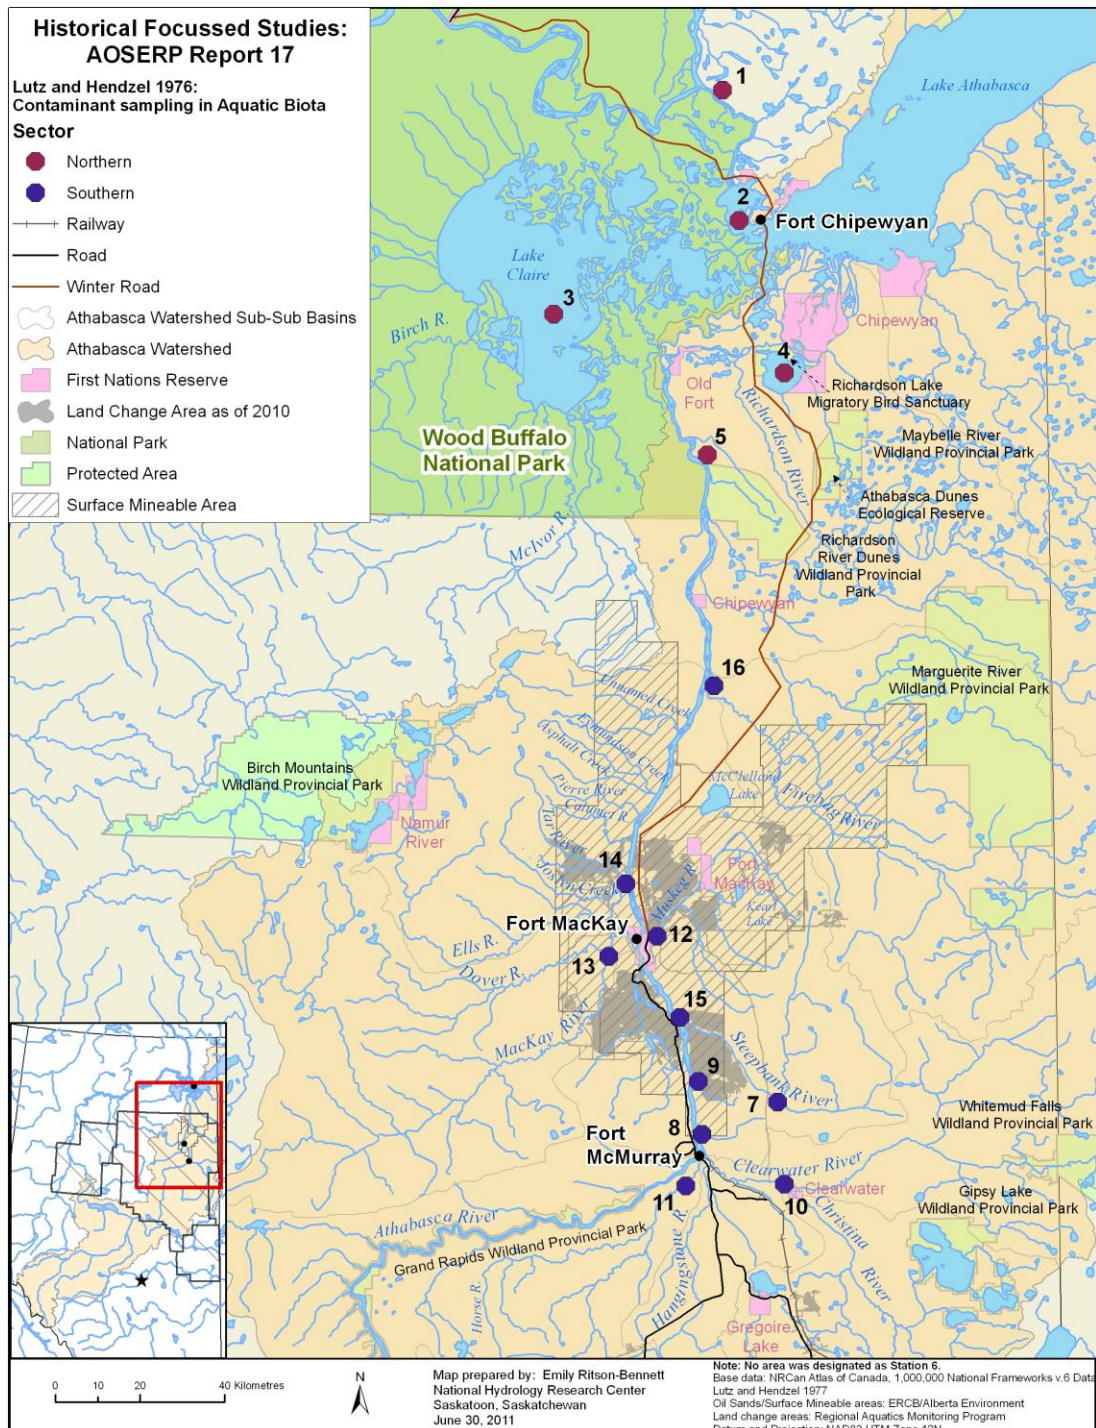 Historical Focussed Studies:
AOSERP Report 17
Lutz and Hendzel 1976:
Contaminant sampling in Aquatic Biota
Sector
Northern
Southern
Railway
Road
Winter Road
Athabasca Watershed Sub-Sub Basins
Athabasca Watershed
First Nations Reserve
Land Change Area as of 2010
National Park
Protected Area
Surface Mineable Area
1
Lake Athabasca
2
Fort Chipewyan
Lake
Claire
3
Birch R.
Chipewyan
4
Old
Fort
Richardson Lake
Migratory Bird Sanctuary
Richardson River
Wood Buffalo
National Park
5
Maybelle River
Wildland Provincial Park
Athabasca Dunes
Ecological Reserve
McIvor R.
Richardson
River Dunes
Wildland Provincial
Park
Chipewyan
16
Unnamed Creek
Marguerite River
Wildland Provincial Park
Eymundson Creek
Asphalt Creek
Birch Mountains
Wildland Provincial Park
Pierre River
Calumet R.
McClelland
Lake
Firebag River
Namur
River
Tar River
14
Joslyn Creek
Fort
MacKay
Muskeg R.
Kearl
Lake
Fort MacKay
12
Ells R.
Dover R.
13
15
MacKay River
Steepbank River
9
7
8
Fort
McMurray
Whitemud Falls
Wildland Provincial Park
Clearwater River
Clearwater
11
10
Gipsy Lake
Wildland Provincial Park
Athabasca River
Grand Rapids Wildland Provincial Park
Christina
River
Hangingstone R.
Horse R.
Gregoire
Lake
0 10 20 40 Kilometres
N
Map prepared by: Emily Ritson-Bennett
National Hydrology Research Center
Saskatoon, Saskatchewan
June 30, 2011
Note: No area was designated as Station 6.
Base data: NRCan Atlas of Canada, 1,000,000 National Frameworks v.6 Data
Lutz and Hendzel 1977
Oil Sands/Surface Mineable areas: ERCB/Alberta Environment
Land change areas: Regional Aquatics Monitoring Program
Datum and Projection: NAD83 UTM Zone 12N